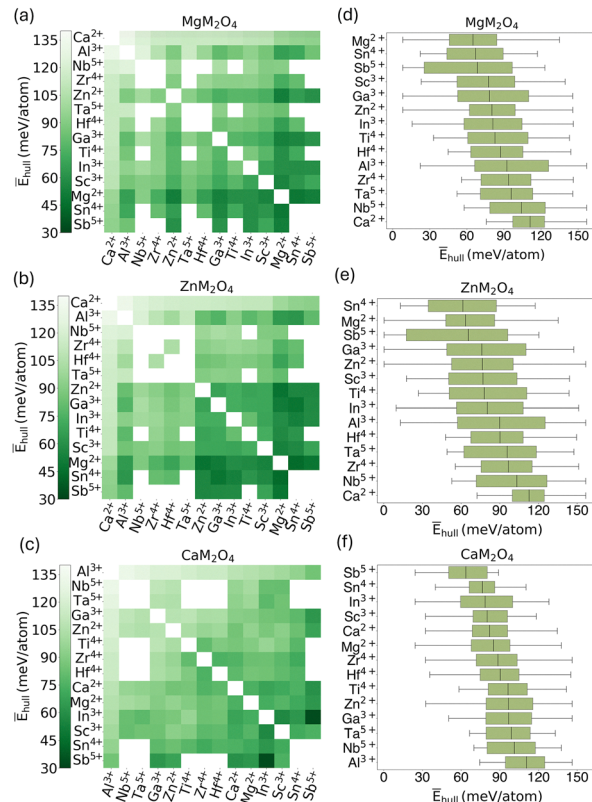 (a)
MgM₂O₄
E̅hull (meV/atom)
135
120
105
90
75
60
45
30
Ca²⁺
Al³⁺
Nb⁵⁺
Zr⁴⁺
Zn²⁺
Ta⁵⁺
Hf⁴⁺
Ga³⁺
Ti⁴⁺
In³⁺
Sc³⁺
Mg²⁺
Sn⁴⁺
Sb⁵⁺
Ca²⁺ Al³⁺ Nb⁵⁺ Zr⁴⁺ Zn²⁺ Ta⁵⁺ Hf⁴⁺ Ga³⁺ Ti⁴⁺ In³⁺ Sc³⁺ Mg²⁺ Sn⁴⁺ Sb⁵⁺
(d)
MgM₂O₄
Mg²⁺
Sn⁴⁺
Sb⁵⁺
Sc³⁺
Ga³⁺
Zn²⁺
In³⁺
Ti⁴⁺
Hf⁴⁺
Al³⁺
Zr⁴⁺
Ta⁵⁺
Nb⁵⁺
Ca²⁺
0 30 60 90 120 150
E̅hull (meV/atom)
(b)
ZnM₂O₄
E̅hull (meV/atom)
135
120
105
90
75
60
45
30
Ca²⁺
Al³⁺
Nb⁵⁺
Zr⁴⁺
Hf⁴⁺
Ta⁵⁺
Zn²⁺
Ga³⁺
In³⁺
Ti⁴⁺
Sc³⁺
Mg²⁺
Sn⁴⁺
Sb⁵⁺
Ca²⁺ Al³⁺ Nb⁵⁺ Zr⁴⁺ Hf⁴⁺ Ta⁵⁺ Zn²⁺ Ga³⁺ In³⁺ Ti⁴⁺ Sc³⁺ Mg²⁺ Sn⁴⁺ Sb⁵⁺
(e)
ZnM₂O₄
Sn⁴⁺
Mg²⁺
Sb⁵⁺
Ga³⁺
Zn²⁺
Sc³⁺
Ti⁴⁺
In³⁺
Al³⁺
Hf⁴⁺
Ta⁵⁺
Zr⁴⁺
Nb⁵⁺
Ca²⁺
0 30 60 90 120 150
E̅hull (meV/atom)
(c)
CaM₂O₄
E̅hull (meV/atom)
135
120
105
90
75
60
45
30
Al³⁺
Nb⁵⁺
Ta⁵⁺
Ga³⁺
Zn²⁺
Ti⁴⁺
Zr⁴⁺
Hf⁴⁺
Ca²⁺
Mg²⁺
In³⁺
Sc³⁺
Sn⁴⁺
Sb⁵⁺
Al³⁺ Nb⁵⁺ Ta⁵⁺ Ga³⁺ Zn²⁺ Ti⁴⁺ Zr⁴⁺ Hf⁴⁺ Ca²⁺ Mg²⁺ In³⁺ Sc³⁺ Sn⁴⁺ Sb⁵⁺
(f)
CaM₂O₄
Sb⁵⁺
Sn⁴⁺
In³⁺
Sc³⁺
Ca²⁺
Mg²⁺
Zr⁴⁺
Hf⁴⁺
Ti⁴⁺
Zn²⁺
Ga³⁺
Ta⁵⁺
Nb⁵⁺
Al³⁺
0 30 60 90 120 150
E̅hull (meV/atom)